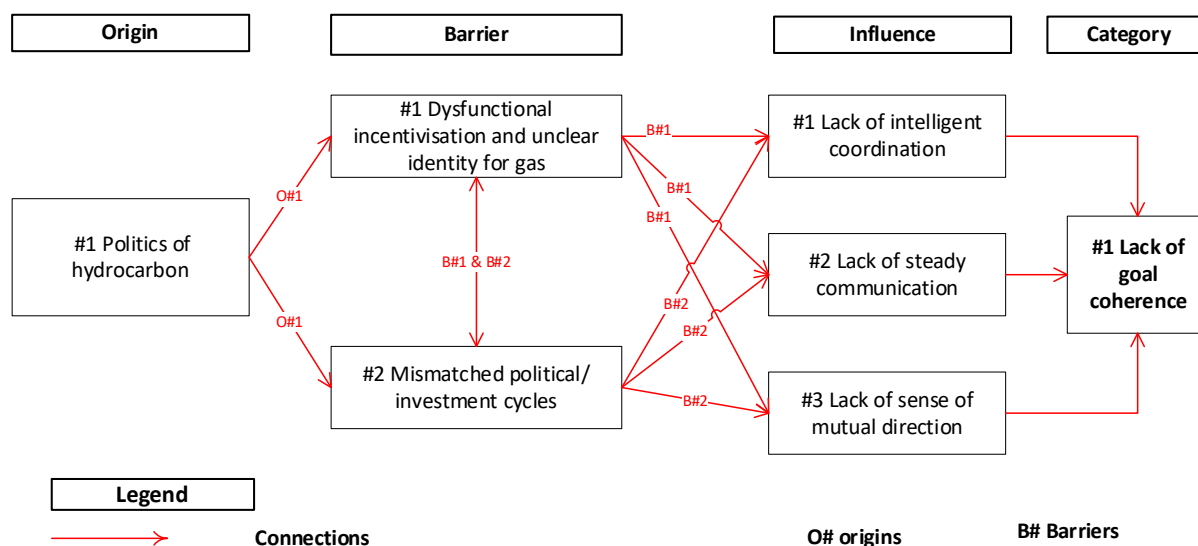 Origin
Barrier
Influence
Category
#1 Politics of
hydrocarbon
O#1
O#1
#1 Dysfunctional
incentivisation and unclear
identity for gas
B#1 & B#2
#2 Mismatched political/
investment cycles
B#1
B#1
B#1
B#2
B#2
B#2
#1 Lack of intelligent
coordination
#2 Lack of steady
communication
#3 Lack of sense of
mutual direction
#1 Lack of
goal
coherence
Legend
Connections
O# origins
B# Barriers